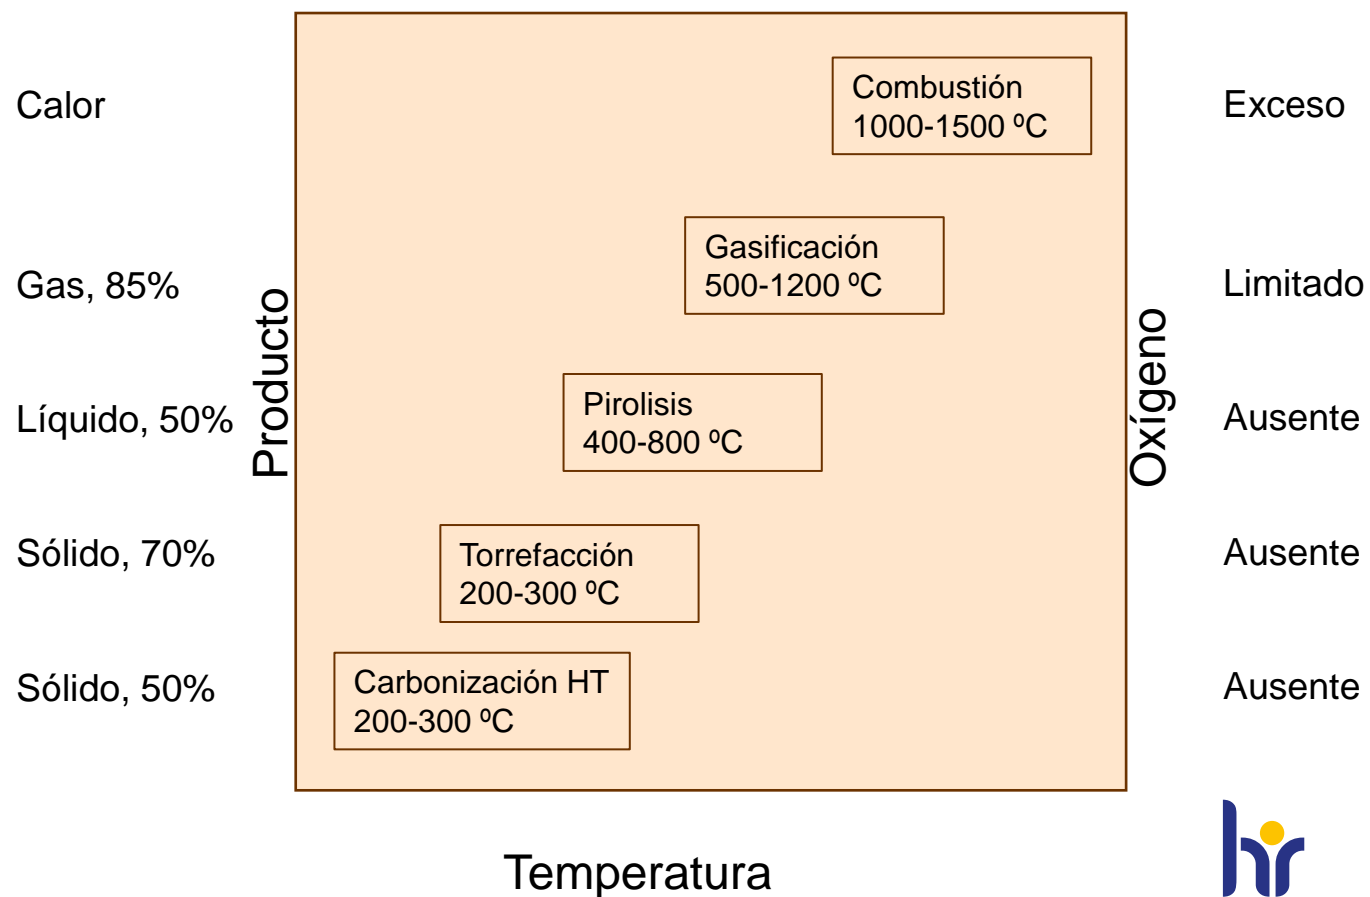 Calor
Combustión
1000-1500 ºC
Exceso
Gas, 85%
Gasificación
500-1200 ºC
Limitado
Producto
Oxígeno
Líquido, 50%
Pirolisis
400-800 ºC
Ausente
Sólido, 70%
Torrefacción
200-300 ºC
Ausente
Sólido, 50%
Carbonización HT
200-300 ºC
Ausente
Temperatura
hr